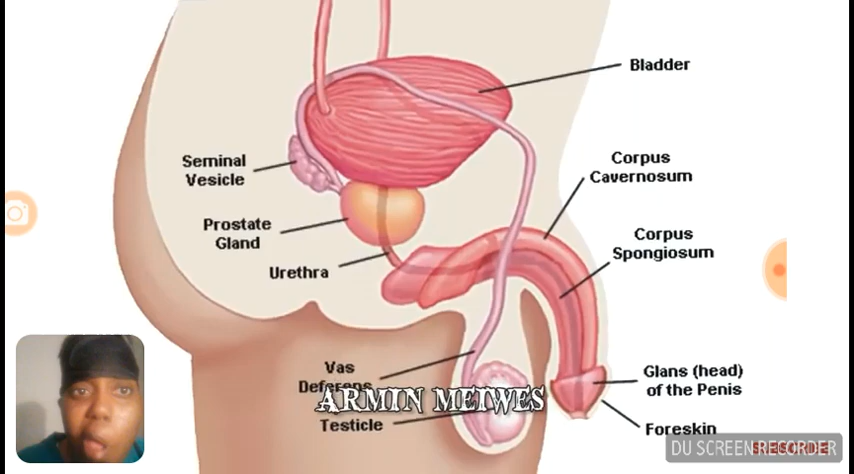 Bladder
Seminal
Vesicle
Corpus
Cavernosum
Prostate
Gland
Corpus
Spongiosum
Urethra
Vas
Deferens
ARMIN MEIWES
Testicle
Glans (head)
of the Penis
Foreskin
DU SCREEN RECORDER